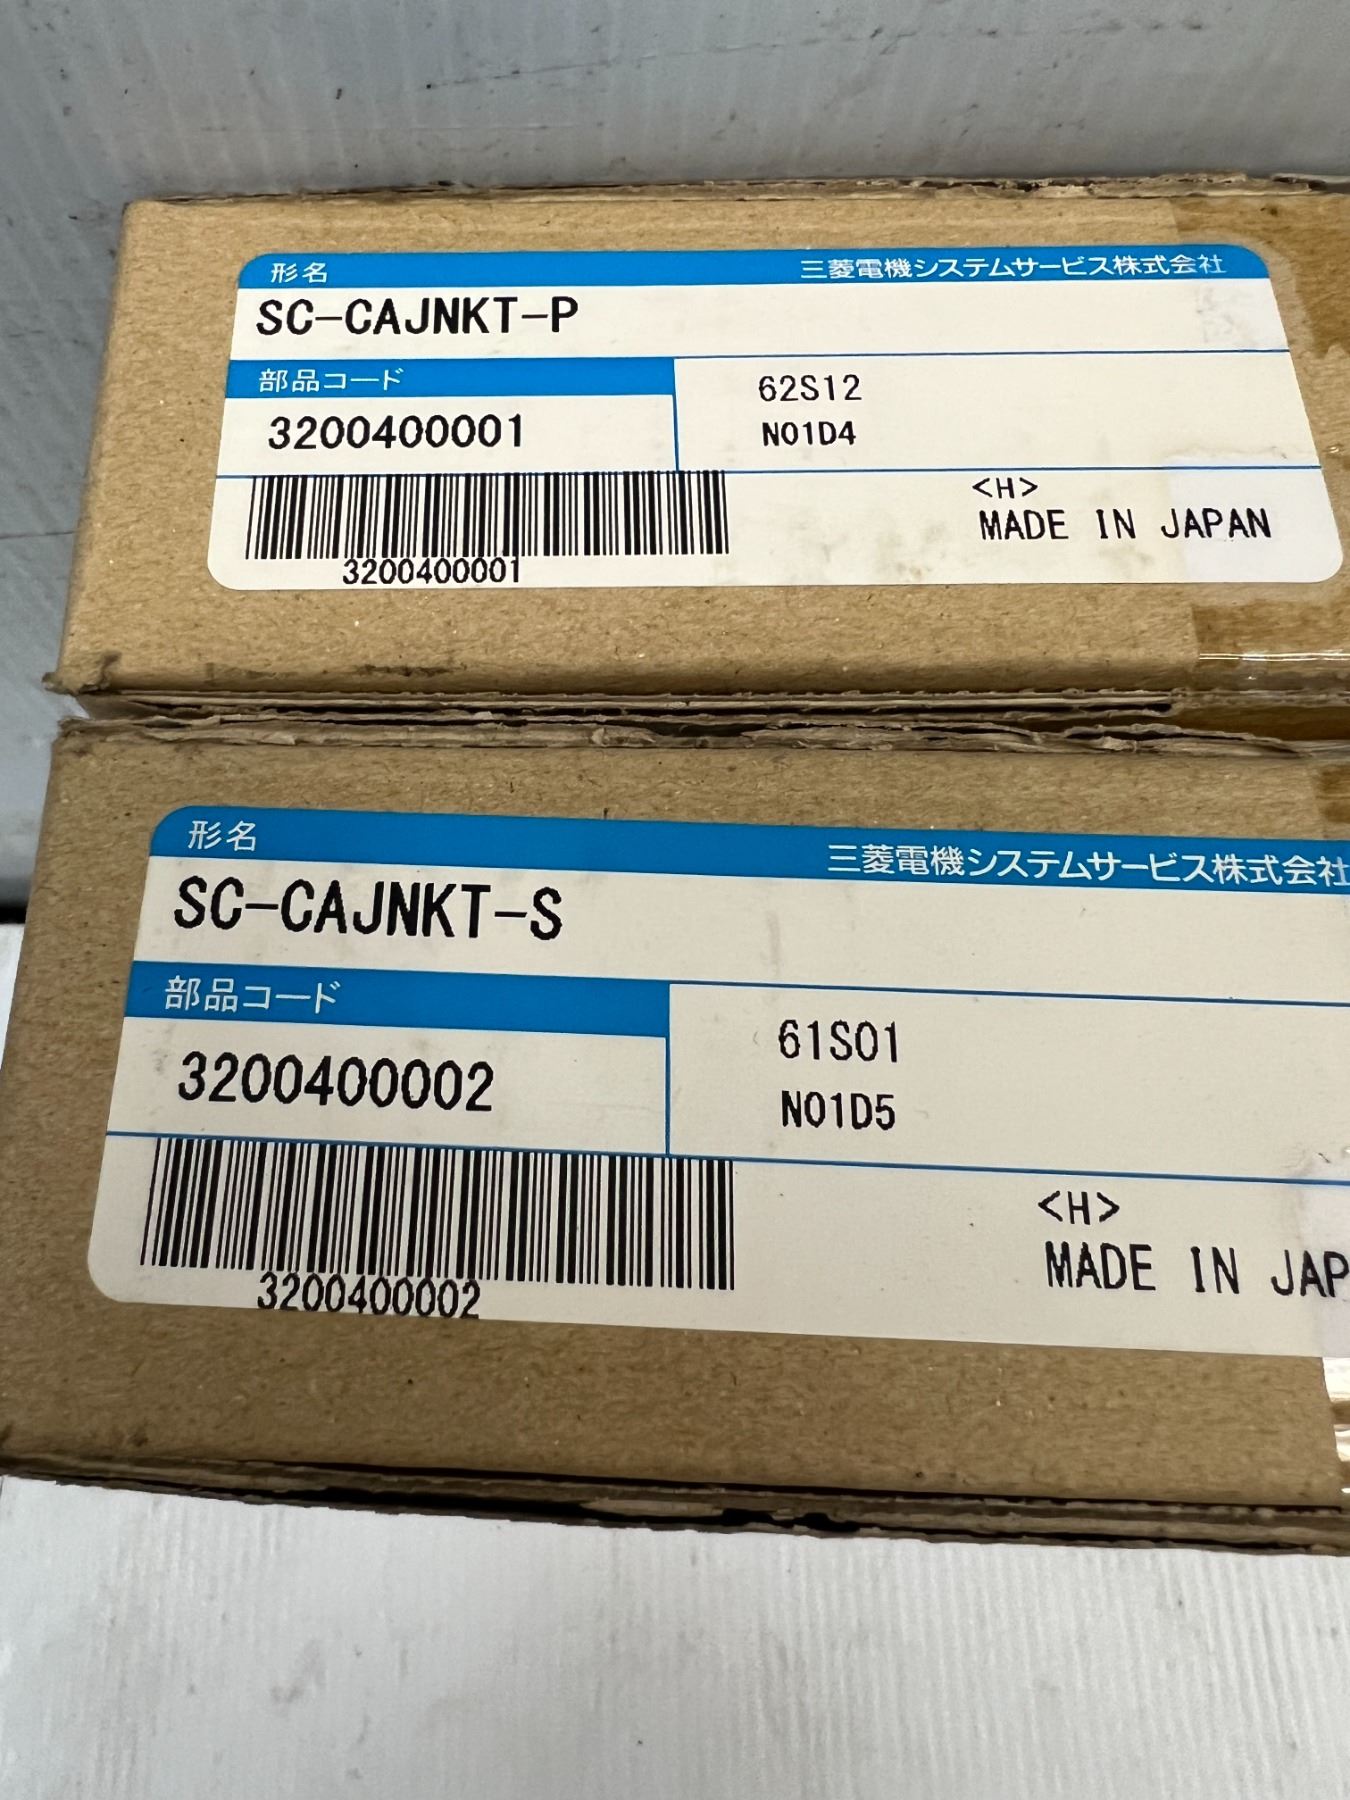 形名 三菱電機システムサービス株式会社
SC-CAJNKT-P
部品コード
3200400001
62S12
N01D4
3200400001
<H>
MADE IN JAPAN
形名 三菱電機システムサービス株式会社
SC-CAJNKT-S
部品コード
3200400002
61S01
N01D5
3200400002
<H>
MADE IN JAP